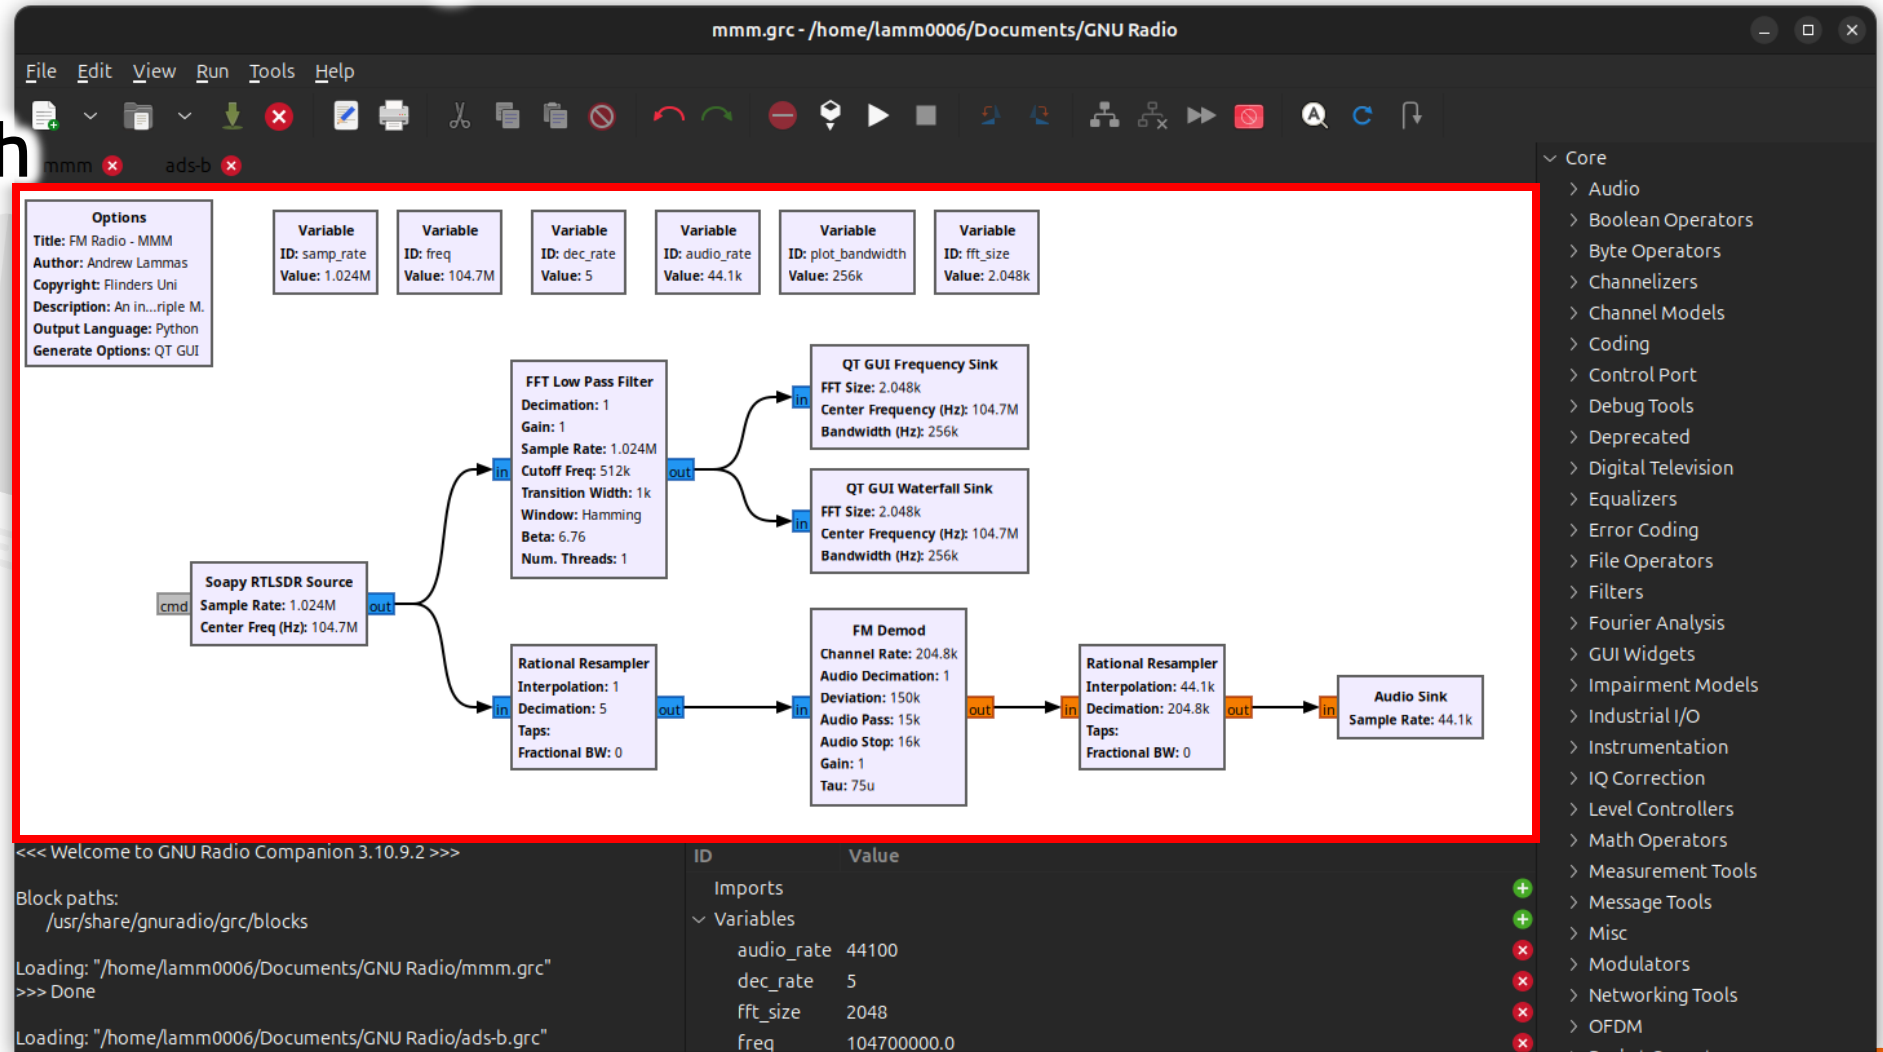 mmm.grc - /home/lamm0006/Documents/GNU Radio
File Edit View Run Tools Help
h
mmm ads-b
Options
Title: FM Radio - MMM
Author: Andrew Lammas
Copyright: Flinders Uni
Description: An in...riple M.
Output Language: Python
Generate Options: QT GUI
Variable
ID: samp_rate
Value: 1.024M
Variable
ID: freq
Value: 104.7M
Variable
ID: dec_rate
Value: 5
Variable
ID: audio_rate
Value: 44.1k
Variable
ID: plot_bandwidth
Value: 256k
Variable
ID: fft_size
Value: 2.048k
FFT Low Pass Filter
Decimation: 1
Gain: 1
Sample Rate: 1.024M
Cutoff Freq: 512k
Transition Width: 1k
Window: Hamming
Beta: 6.76
Num. Threads: 1
in
out
QT GUI Frequency Sink
FFT Size: 2.048k
Center Frequency (Hz): 104.7M
Bandwidth (Hz): 256k
in
QT GUI Waterfall Sink
FFT Size: 2.048k
Center Frequency (Hz): 104.7M
Bandwidth (Hz): 256k
in
Soapy RTLSDR Source
Sample Rate: 1.024M
Center Freq (Hz): 104.7M
cmd
out
Rational Resampler
Interpolation: 1
Decimation: 5
Taps:
Fractional BW: 0
in
out
FM Demod
Channel Rate: 204.8k
Audio Decimation: 1
Deviation: 150k
Audio Pass: 15k
Audio Stop: 16k
Gain: 1
Tau: 75u
in
out
Rational Resampler
Interpolation: 44.1k
Decimation: 204.8k
Taps:
Fractional BW: 0
in
out
Audio Sink
Sample Rate: 44.1k
in
<<< Welcome to GNU Radio Companion 3.10.9.2 >>>
Block paths:
/usr/share/gnuradio/grc/blocks
Loading: "/home/lamm0006/Documents/GNU Radio/mmm.grc"
>>> Done
Loading: "/home/lamm0006/Documents/GNU Radio/ads-b.grc"
ID Value
Imports
Variables
audio_rate 44100
dec_rate 5
fft_size 2048
freq 104700000.0
Core
Audio
Boolean Operators
Byte Operators
Channelizers
Channel Models
Coding
Control Port
Debug Tools
Deprecated
Digital Television
Equalizers
Error Coding
File Operators
Filters
Fourier Analysis
GUI Widgets
Impairment Models
Industrial I/O
Instrumentation
IQ Correction
Level Controllers
Math Operators
Measurement Tools
Message Tools
Misc
Modulators
Networking Tools
OFDM